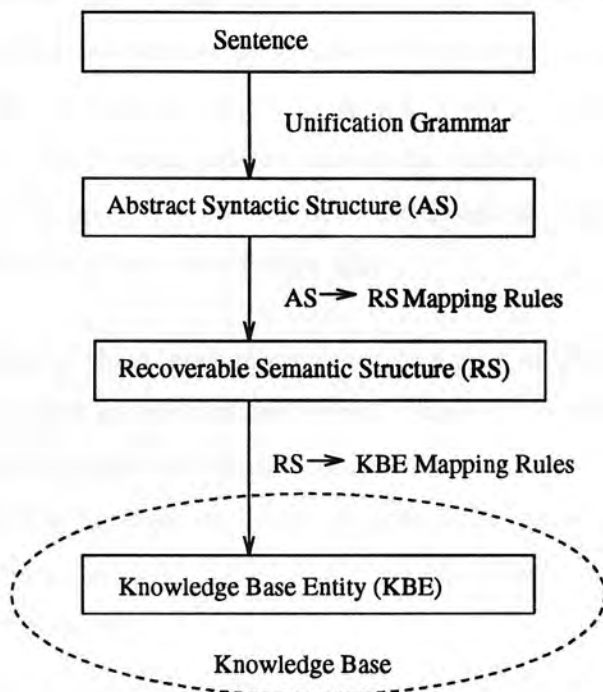 Sentence
Unification Grammar
Abstract Syntactic Structure (AS)
AS → RS Mapping Rules
Recoverable Semantic Structure (RS)
RS → KBE Mapping Rules
Knowledge Base Entity (KBE)
Knowledge Base